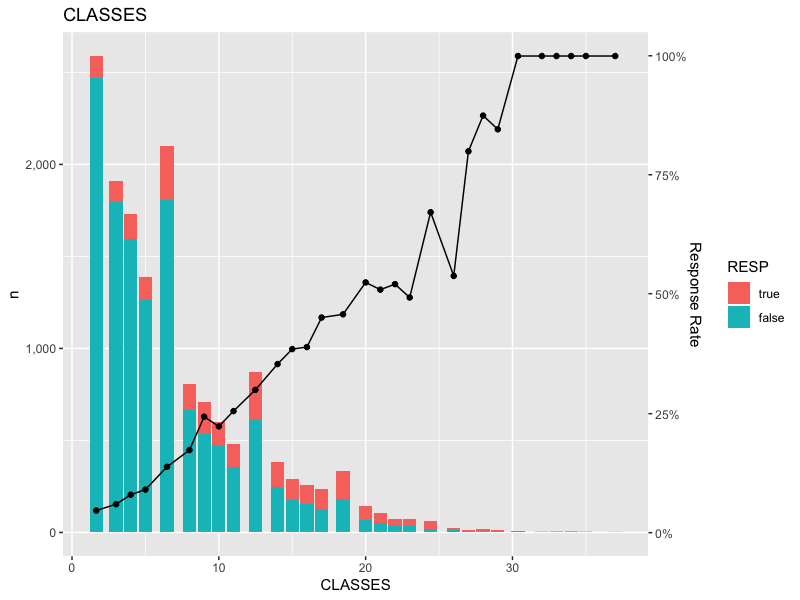 CLASSES
n
2,000
1,000
0
0
10
20
30
CLASSES
100%
75%
50%
25%
0%
Response Rate
RESP
true
false